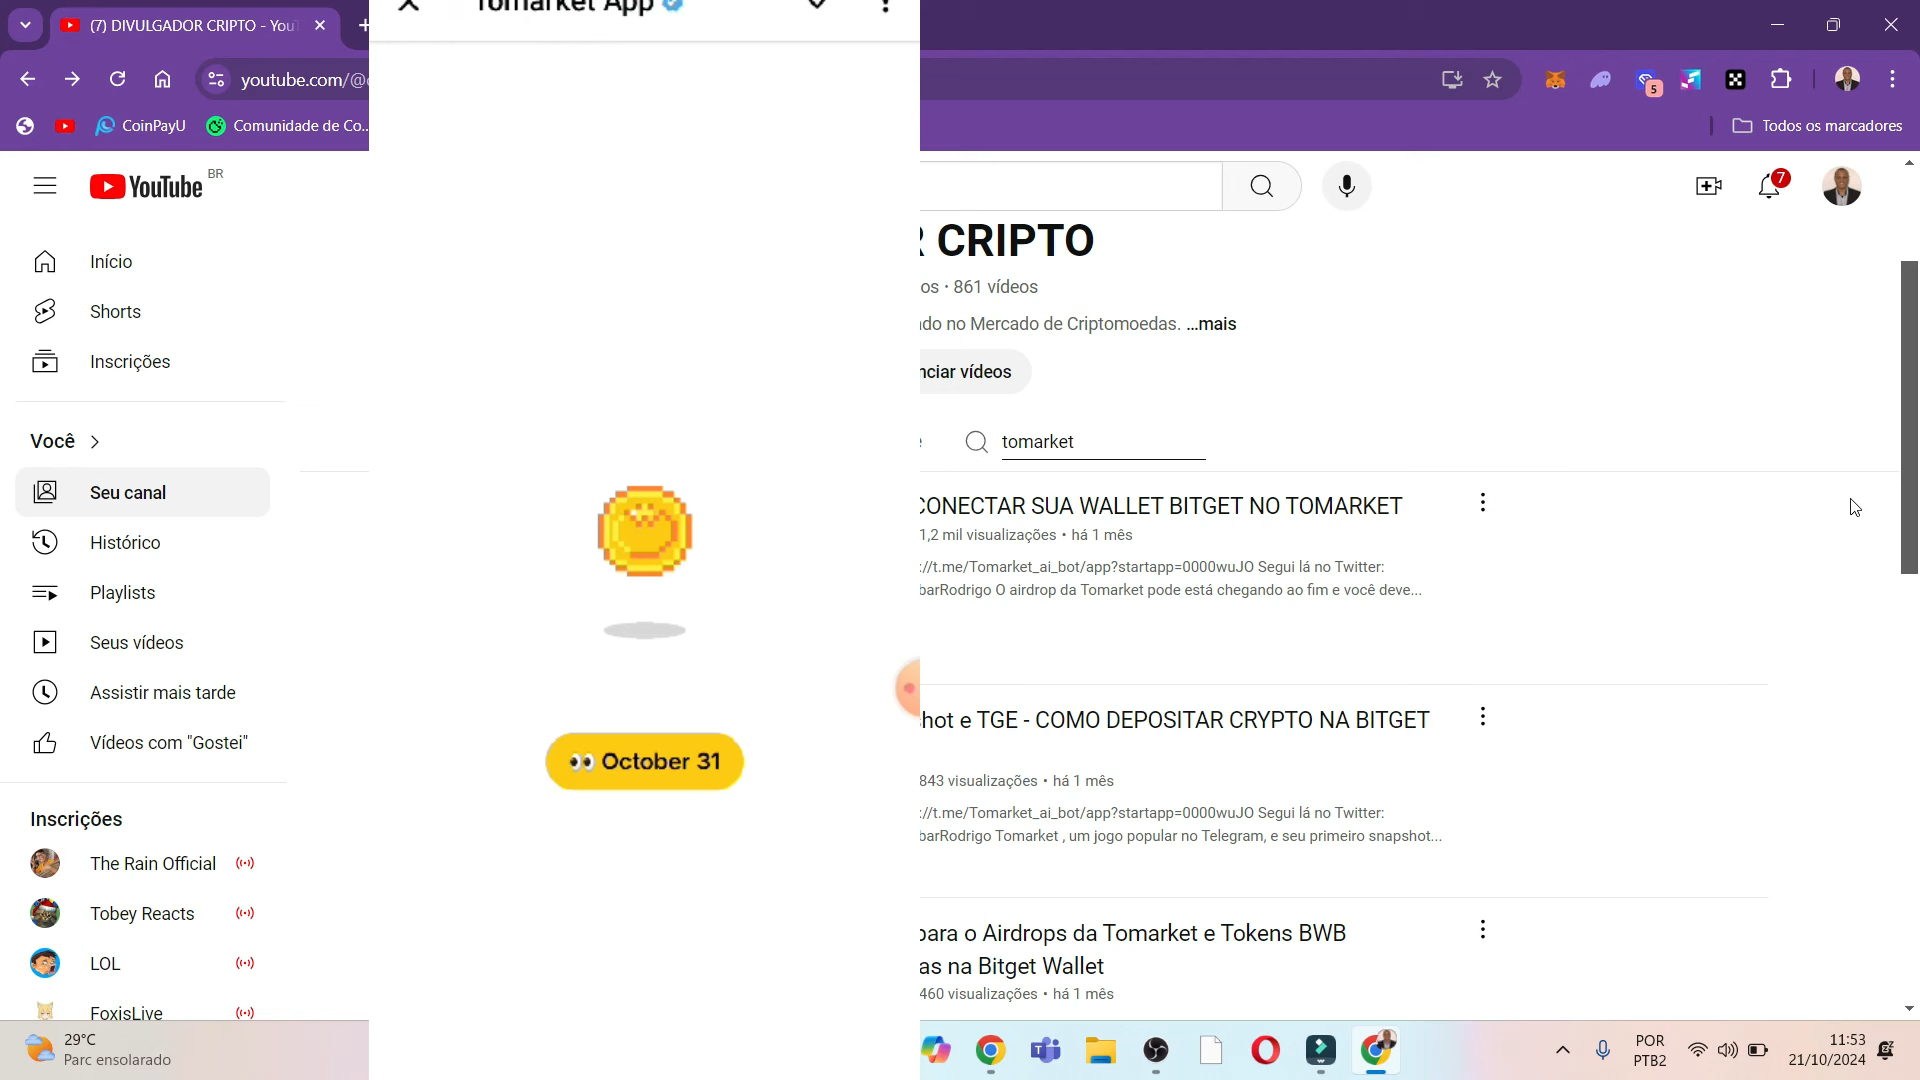 (7) DIVULGADOR CRIPTO - You
youtube.com/@
CoinPayU
Comunidade de Co...
Tomarket App
5
Todos os marcadores
YouTube
BR
7
Início
Shorts
Inscrições
Você
Seu canal
Histórico
Playlists
Seus vídeos
Assistir mais tarde
Vídeos com "Gostei"
Inscrições
The Rain Official
Tobey Reacts
LOL
FoxisLive
October 31
CRIPTO
os • 861 vídeos
do no Mercado de Criptomoedas. ...mais
nciar vídeos
tomarket
CONECTAR SUA WALLET BITGET NO TOMARKET
1,2 mil visualizações • há 1 mês
://t.me/Tomarket_ai_bot/app?startapp=0000wuJO Segui lá no Twitter:
barRodrigo O airdrop da Tomarket pode está chegando ao fim e você deve...
hot e TGE - COMO DEPOSITAR CRYPTO NA BITGET
843 visualizações • há 1 mês
://t.me/Tomarket_ai_bot/app?startapp=0000wuJO Segui lá no Twitter:
barRodrigo Tomarket , um jogo popular no Telegram, e seu primeiro snapshot...
para o Airdrops da Tomarket e Tokens BWB
as na Bitget Wallet
460 visualizações • há 1 mês
29°C
Parc ensolarado
POR
PTB2
11:53
21/10/2024